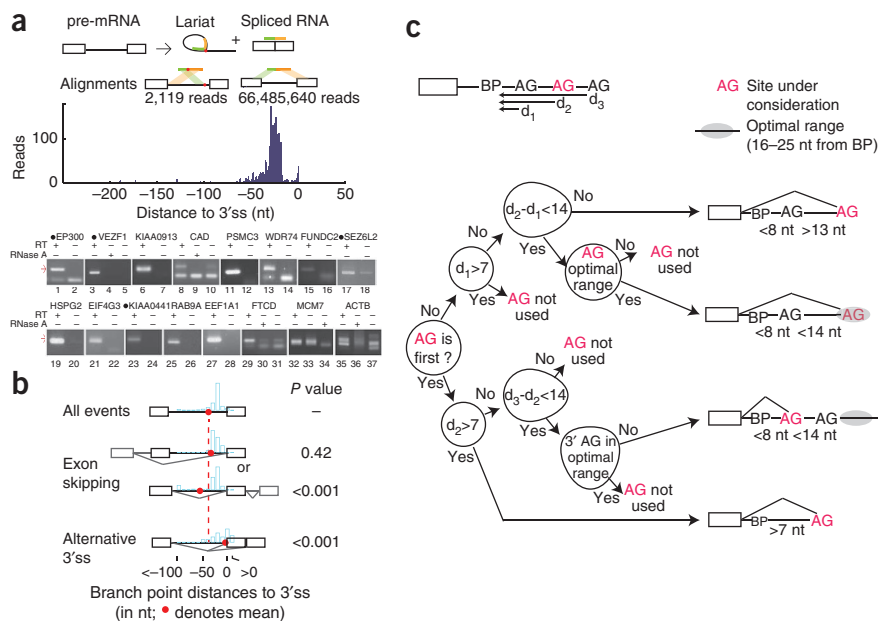 a
pre-mRNA
Lariat
+
Spliced RNA
Alignments
2,119 reads
66,485,640 reads
Reads
100
0
−200
−150
−100
−50
0
50
Distance to 3′ss (nt)
●EP300 ●VEZF1 KIAA0913 CAD PSMC3 WDR74 FUNDC2 ●SEZ6L2
RT + − + − − + − + − − + − + − + − + −
RNase A − − − + − − − − + − − − − − − − − −
1 2 3 4 5 6 7 8 9 10 11 12 13 14 15 16 17 18
HSPG2 EIF4G3 ●KIAA0441 RAB9A EEF1A1 FTCD MCM7 ACTB
RT
RNase A
19 20 21 22 23 24 25 26 27 28 29 30 31 32 33 34 35 36 37
b
P value
All events
–
Exon
skipping
0.42
or
<0.001
Alternative
3′ss
<0.001
<−100
−50
0
>0
Branch point distances to 3′ss
(in nt; ● denotes mean)
c
BP AG AG AG
d3
d2
d1
AG Site under
consideration
Optimal range
(16–25 nt from BP)
AG is
first ?
No
Yes
d1>7
No
Yes
AG not
used
d2-d1<14
No
Yes
AG
optimal
range
No
AG not
used
Yes
BP AG AG
<8 nt >13 nt
BP AG AG
<8 nt <14 nt
d2>7
No
Yes
d3-d2<14
No
AG not
used
Yes
3′ AG in
optimal
range
No
Yes
AG not
used
BP AG AG
<8 nt <14 nt
BP AG
>7 nt